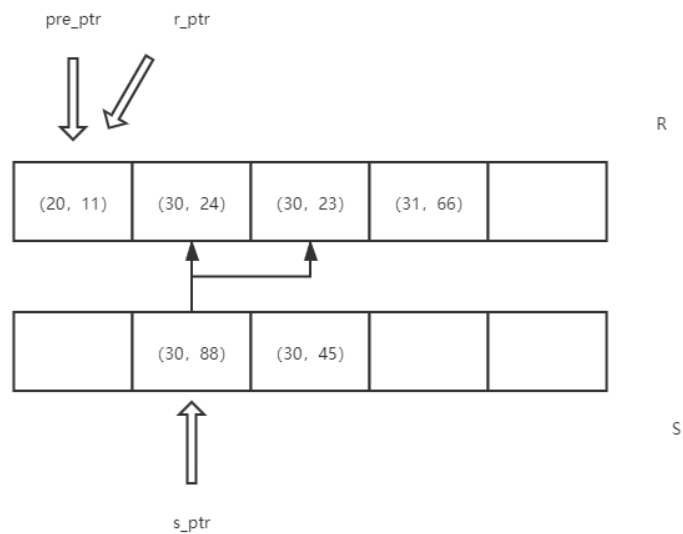 pre_ptr r_ptr
R
(20, 11) (30, 24) (30, 23) (31, 66)
(30, 88) (30, 45)
S
s_ptr